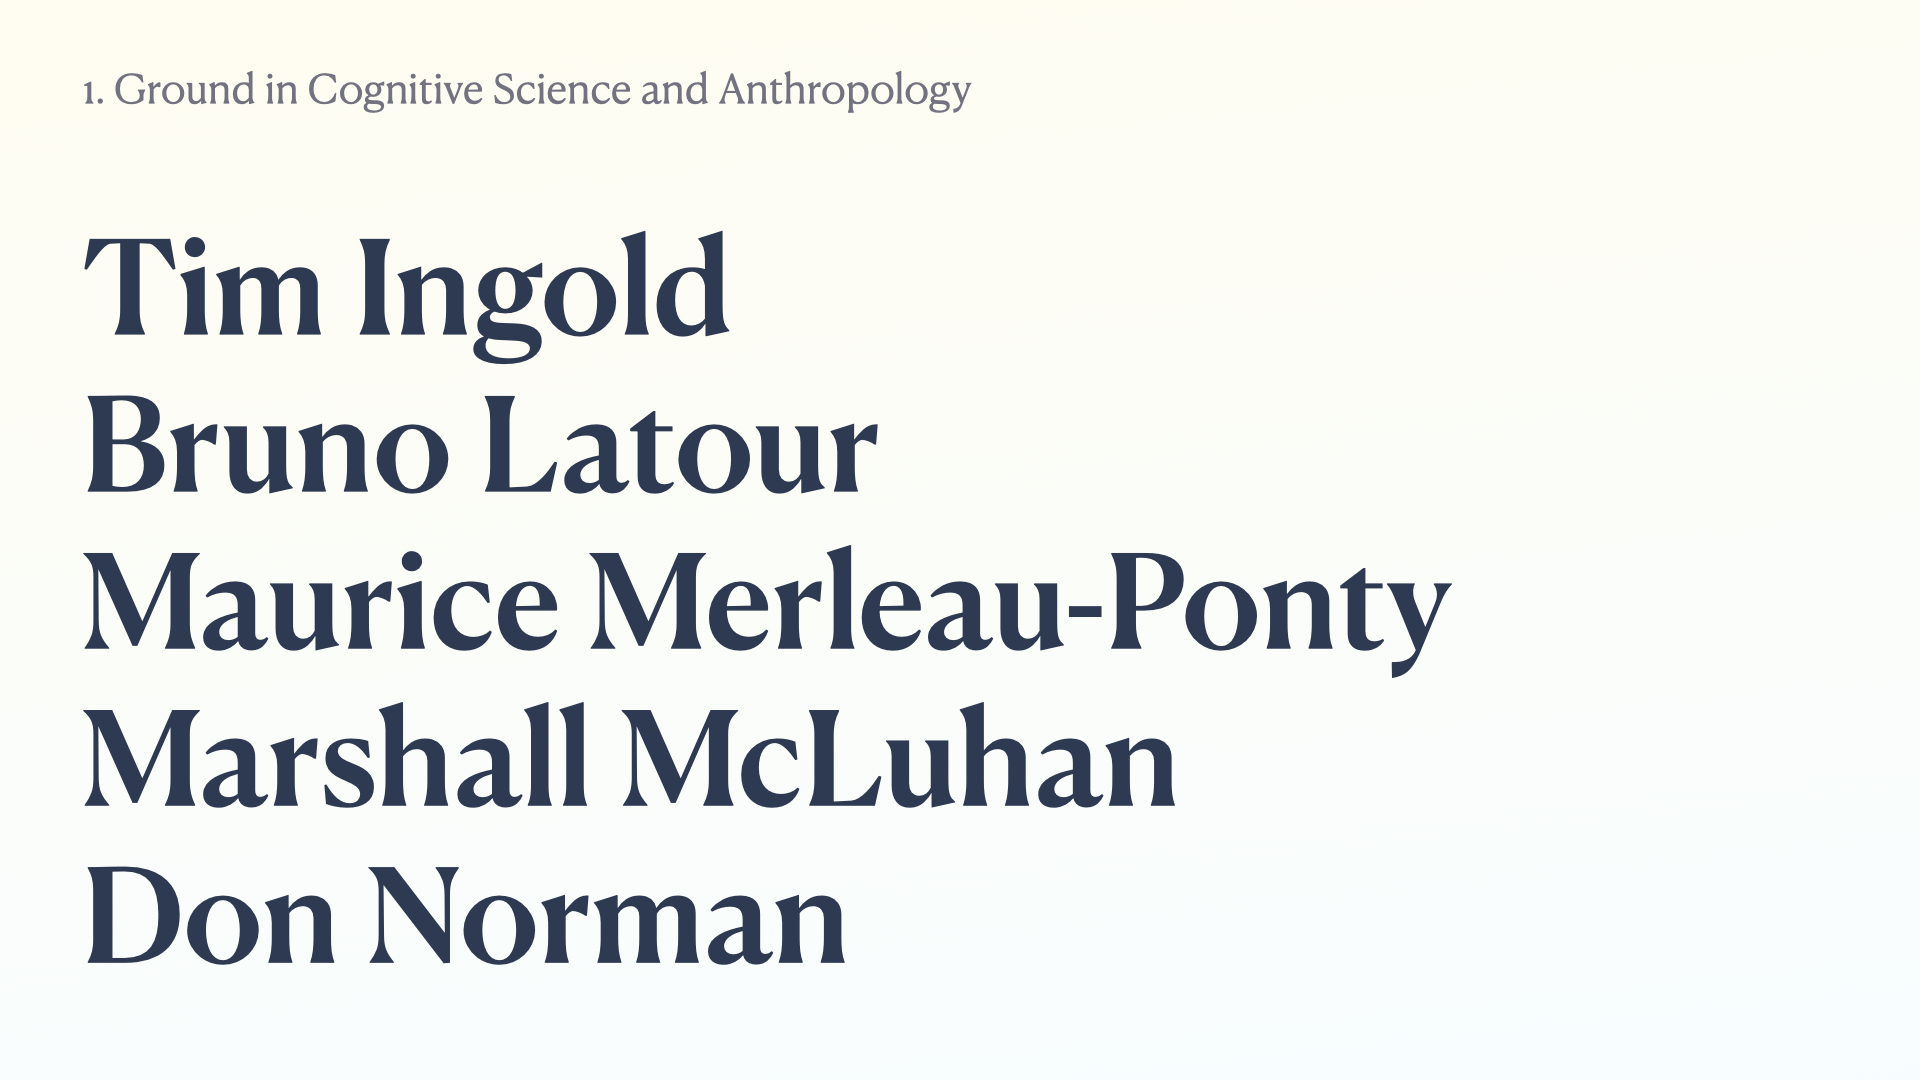 1. Ground in Cognitive Science and Anthropology
Tim Ingold
Bruno Latour
Maurice Merleau-Ponty
Marshall McLuhan
Don Norman